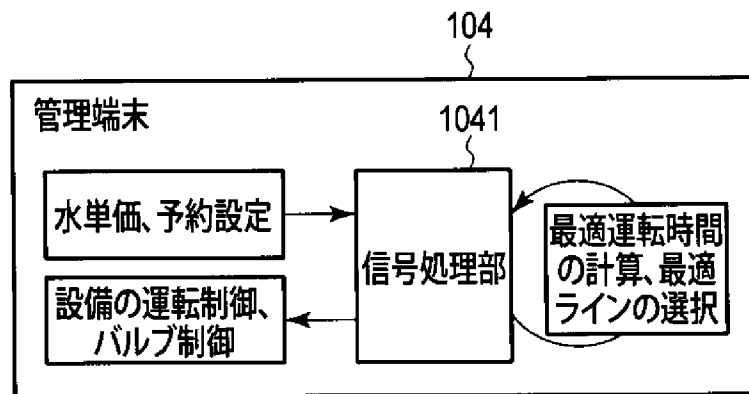 104
管理端末
1041
水単価、予約設定
信号処理部
設備の運転制御、
バルブ制御
最適運転時間
の計算、最適
ラインの選択